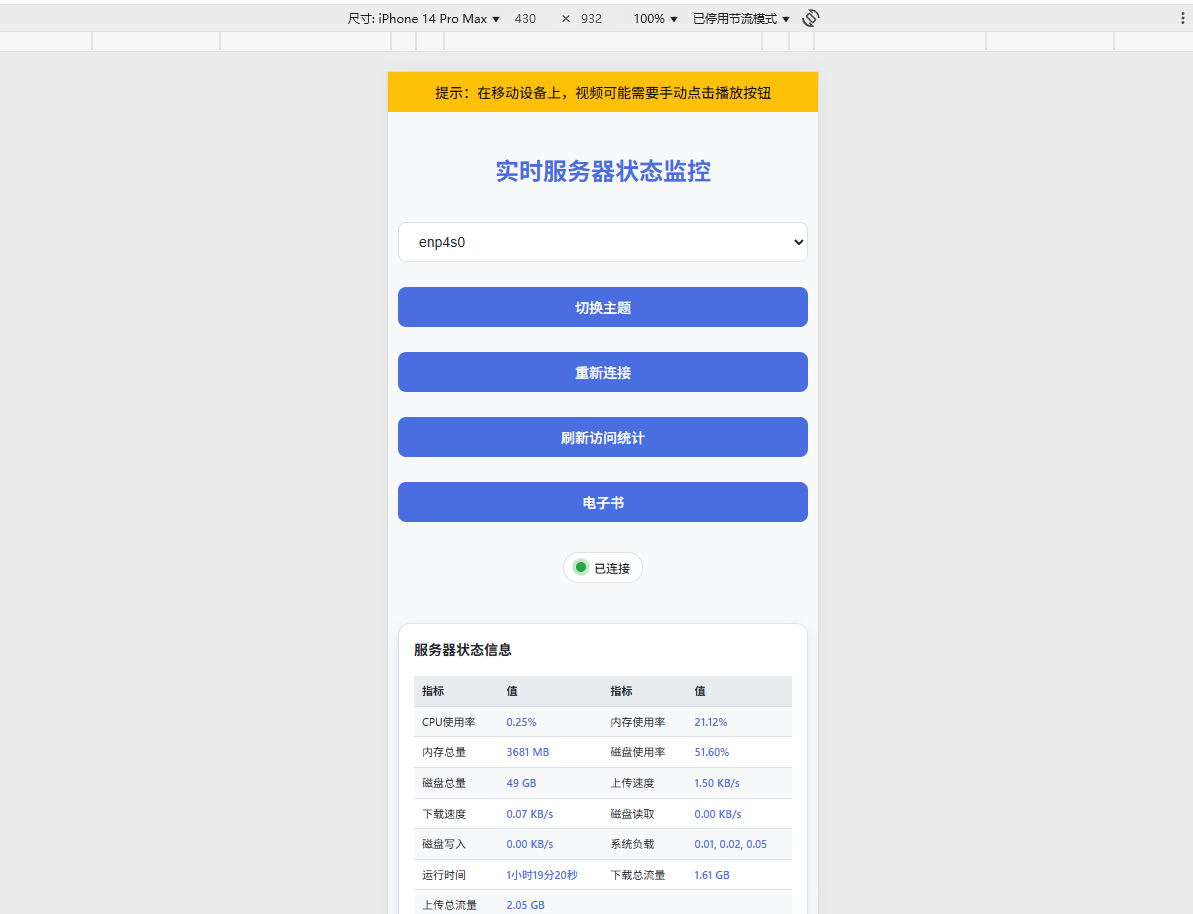 尺寸: iPhone 14 Pro Max ▼ 430 × 932 100% ▼ 已停用节流模式 ▼
提示：在移动设备上，视频可能需要手动点击播放按钮
实时服务器状态监控
enp4s0
切换主题
重新连接
刷新访问统计
电子书
已连接
服务器状态信息
指标 值 指标 值
CPU使用率 0.25% 内存使用率 21.12%
内存总量 3681 MB 磁盘使用率 51.60%
磁盘总量 49 GB 上传速度 1.50 KB/s
下载速度 0.07 KB/s 磁盘读取 0.00 KB/s
磁盘写入 0.00 KB/s 系统负载 0.01, 0.02, 0.05
运行时间 1小时19分20秒 下载总流量 1.61 GB
上传总流量 2.05 GB